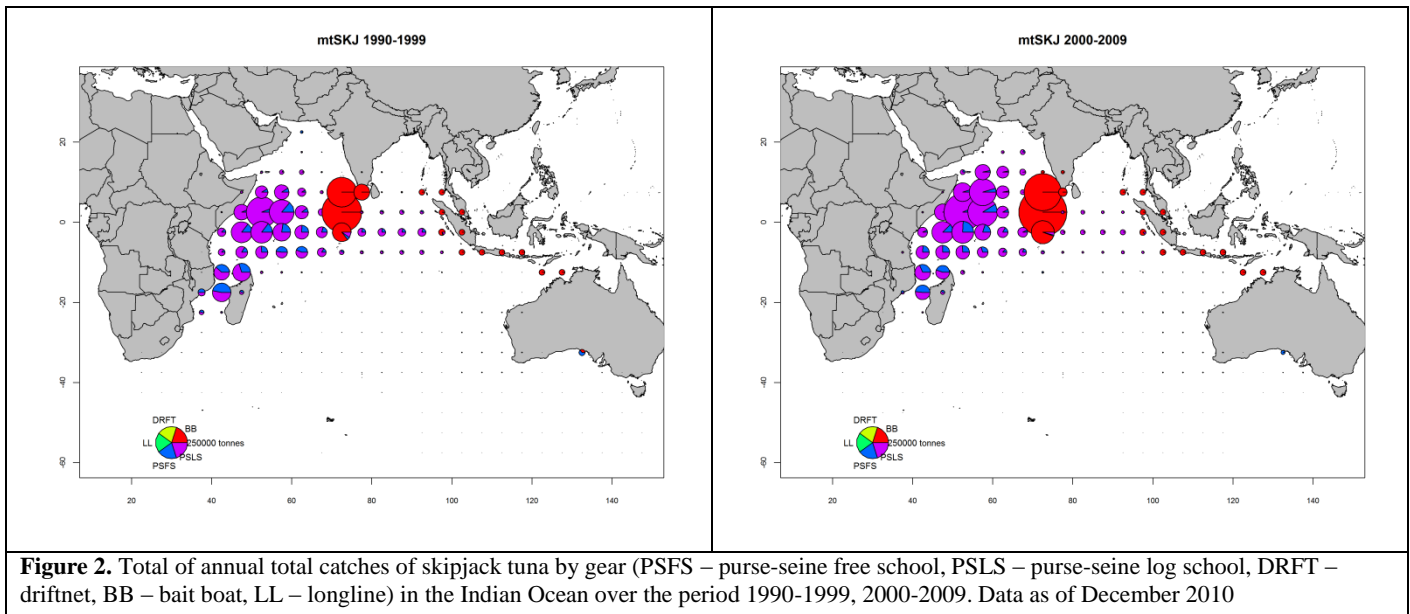 mtSKJ 1990-1999
20
0
-20
-40
-60
DRFT
BB
LL
250000 tonnes
PSLS
PSFS
20 40 60 80 100 120 140
mtSKJ 2000-2009
20
0
-20
-40
-60
DRFT
BB
LL
250000 tonnes
PSLS
PSFS
20 40 60 80 100 120 140
Figure 2. Total of annual total catches of skipjack tuna by gear (PSFS – purse-seine free school, PSLS – purse-seine log school, DRFT –
driftnet, BB – bait boat, LL – longline) in the Indian Ocean over the period 1990-1999, 2000-2009. Data as of December 2010